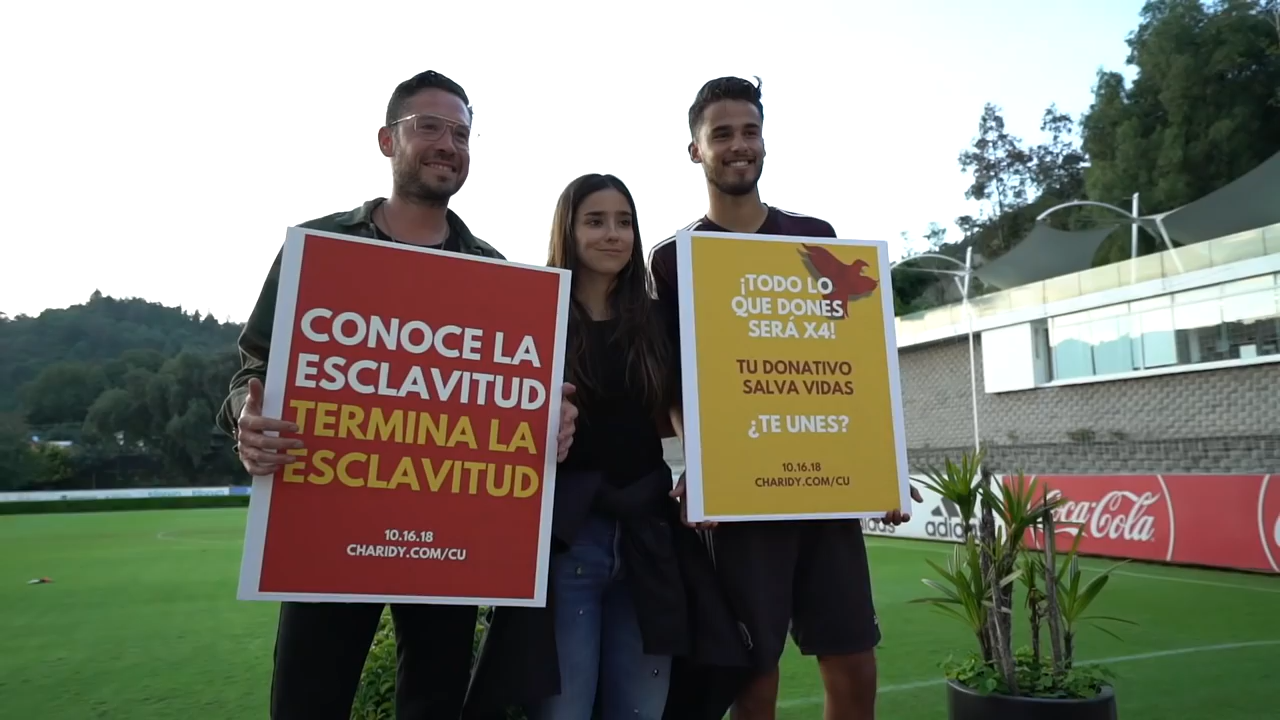 CONOCE LA
ESCLAVITUD
TERMINA LA
ESCLAVITUD
10.16.18
CHARIDY.COM/CU
¡TODO LO
QUE DONES
SERÁ X4!
TU DONATIVO
SALVA VIDAS
¿TE UNES?
10.16.18
CHARIDY.COM/CU
adidas
adidas
Coca-Cola